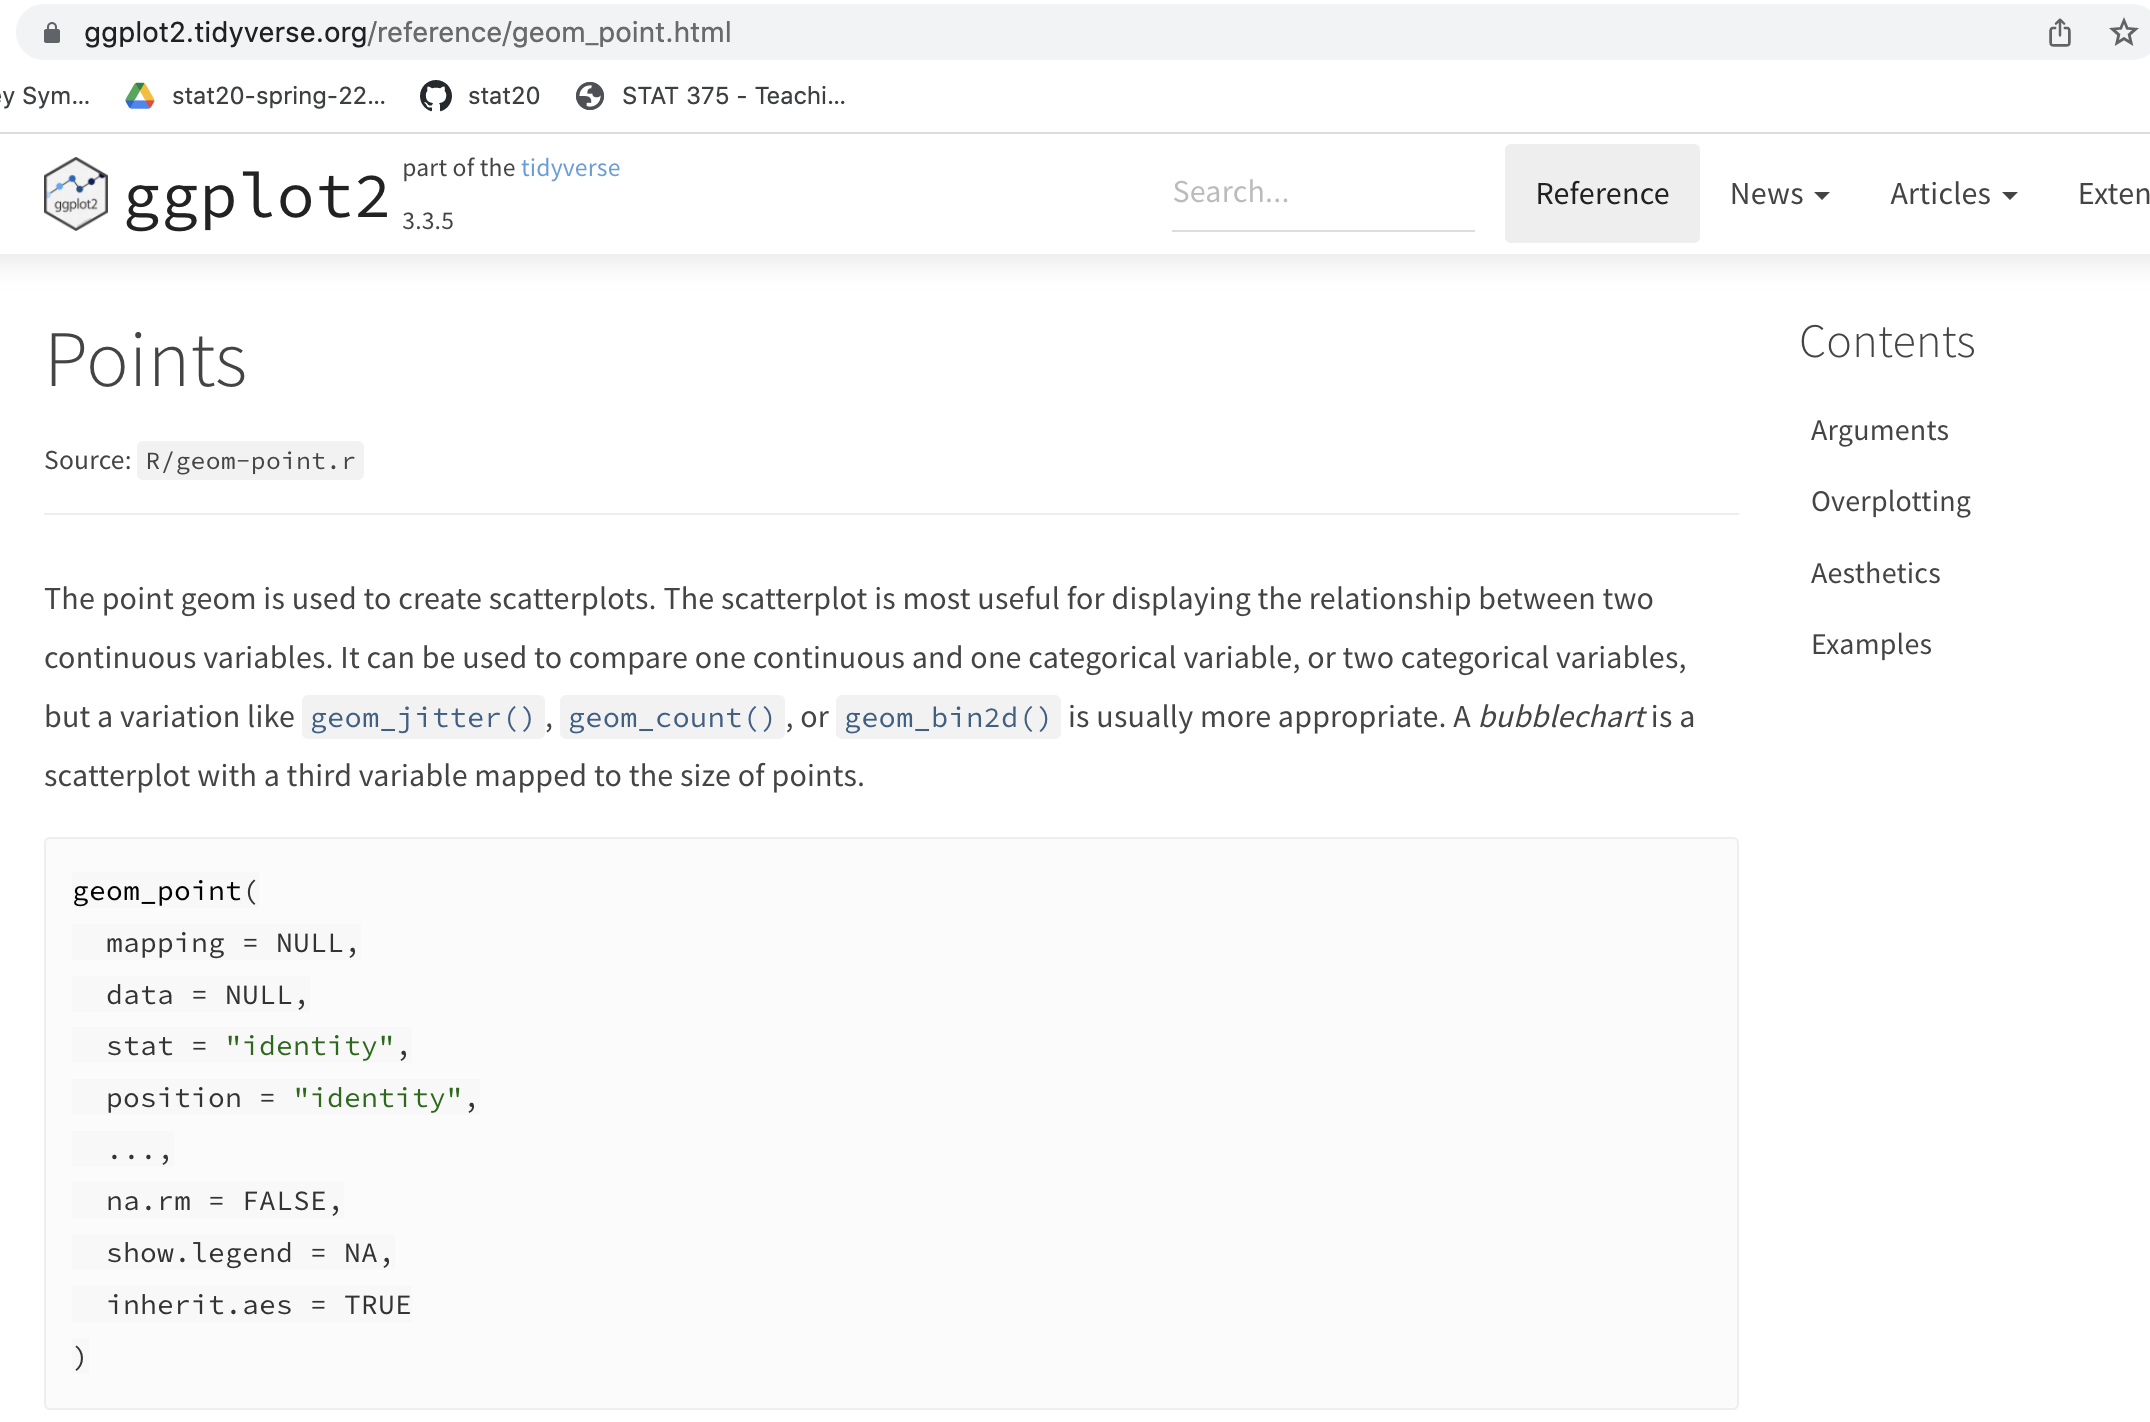 ggplot2.tidyverse.org/reference/geom_point.html
ey Sym... stat20-spring-22... stat20 STAT 375 - Teachi...
ggplot2 ggplot2 part of the tidyverse
3.3.5
Search... Reference News Articles Exten
Points
Source: R/geom-point.r
The point geom is used to create scatterplots. The scatterplot is most useful for displaying the relationship between two
continuous variables. It can be used to compare one continuous and one categorical variable, or two categorical variables,
but a variation like geom_jitter(), geom_count(), or geom_bin2d() is usually more appropriate. A bubblechart is a
scatterplot with a third variable mapped to the size of points.
geom_point(
  mapping = NULL,
  data = NULL,
  stat = "identity",
  position = "identity",
  ...,
  na.rm = FALSE,
  show.legend = NA,
  inherit.aes = TRUE
)
Contents
Arguments
Overplotting
Aesthetics
Examples